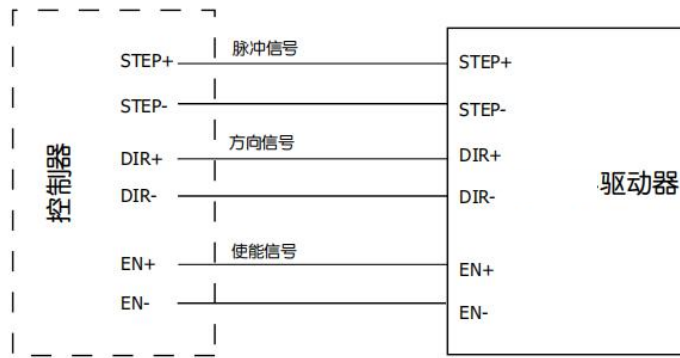 脉冲信号
STEP+
STEP+
STEP-
STEP-
方向信号
DIR+
DIR+
控制器
驱动器
DIR-
DIR-
使能信号
EN+
EN+
EN-
EN-